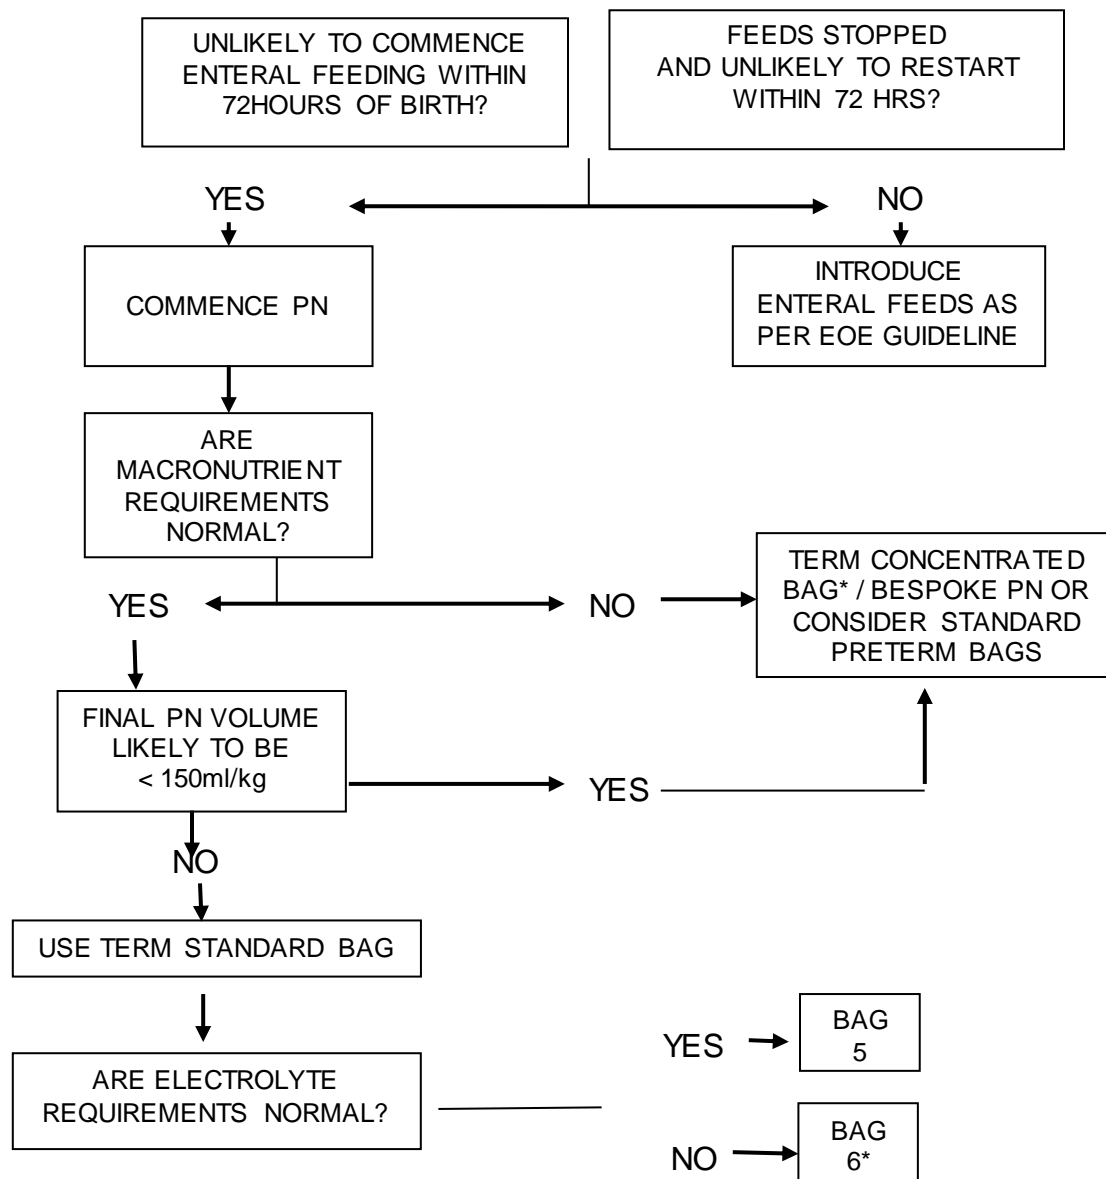 UNLIKELY TO COMMENCE
ENTERAL FEEDING WITHIN
72HOURS OF BIRTH?
FEEDS STOPPED
AND UNLIKELY TO RESTART
WITHIN 72 HRS?
YES
NO
COMMENCE PN
INTRODUCE
ENTERAL FEEDS AS
PER EOE GUIDELINE
ARE
MACRONUTRIENT
REQUIREMENTS
NORMAL?
YES
NO
TERM CONCENTRATED
BAG* / BESPOKE PN OR
CONSIDER STANDARD
PRETERM BAGS
FINAL PN VOLUME
LIKELY TO BE
< 150ml/kg
YES
NO
USE TERM STANDARD BAG
ARE ELECTROLYTE
REQUIREMENTS NORMAL?
YES
BAG
5
NO
BAG
6*